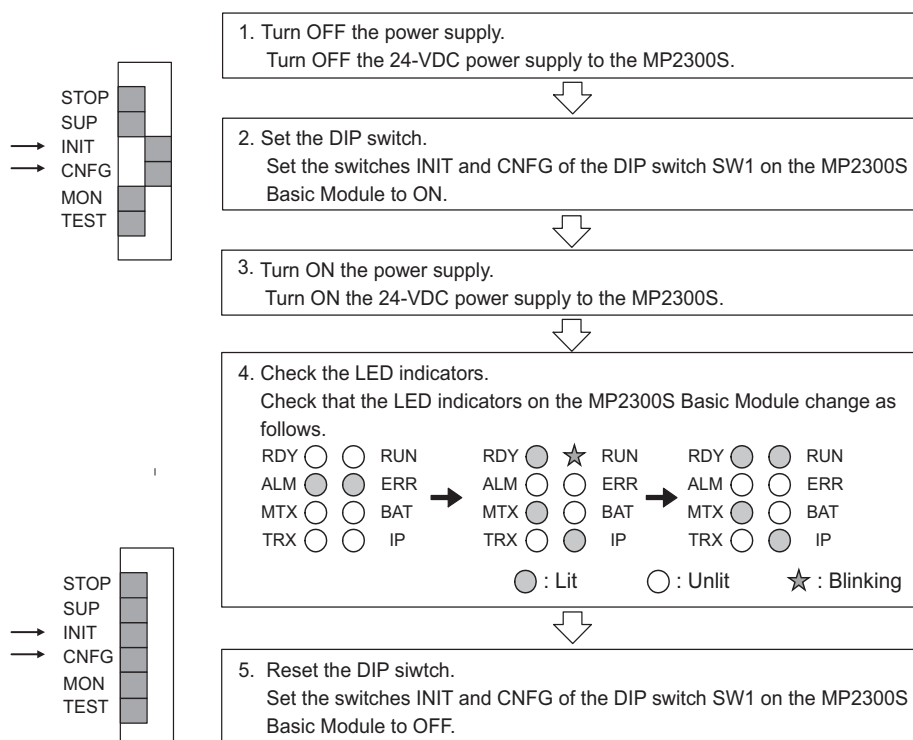 1. Turn OFF the power supply.
Turn OFF the 24-VDC power supply to the MP2300S.
STOP
SUP
INIT
CNFG
MON
TEST
2. Set the DIP switch.
Set the switches INIT and CNFG of the DIP switch SW1 on the MP2300S
Basic Module to ON.
3. Turn ON the power supply.
Turn ON the 24-VDC power supply to the MP2300S.
4. Check the LED indicators.
Check that the LED indicators on the MP2300S Basic Module change as
follows.
RDY RUN RDY RUN RDY RUN
ALM ERR ALM ERR ALM ERR
MTX BAT MTX BAT MTX BAT
TRX IP TRX IP TRX IP
: Lit : Unlit : Blinking
STOP
SUP
INIT
CNFG
MON
TEST
5. Reset the DIP siwtch.
Set the switches INIT and CNFG of the DIP switch SW1 on the MP2300S
Basic Module to OFF.